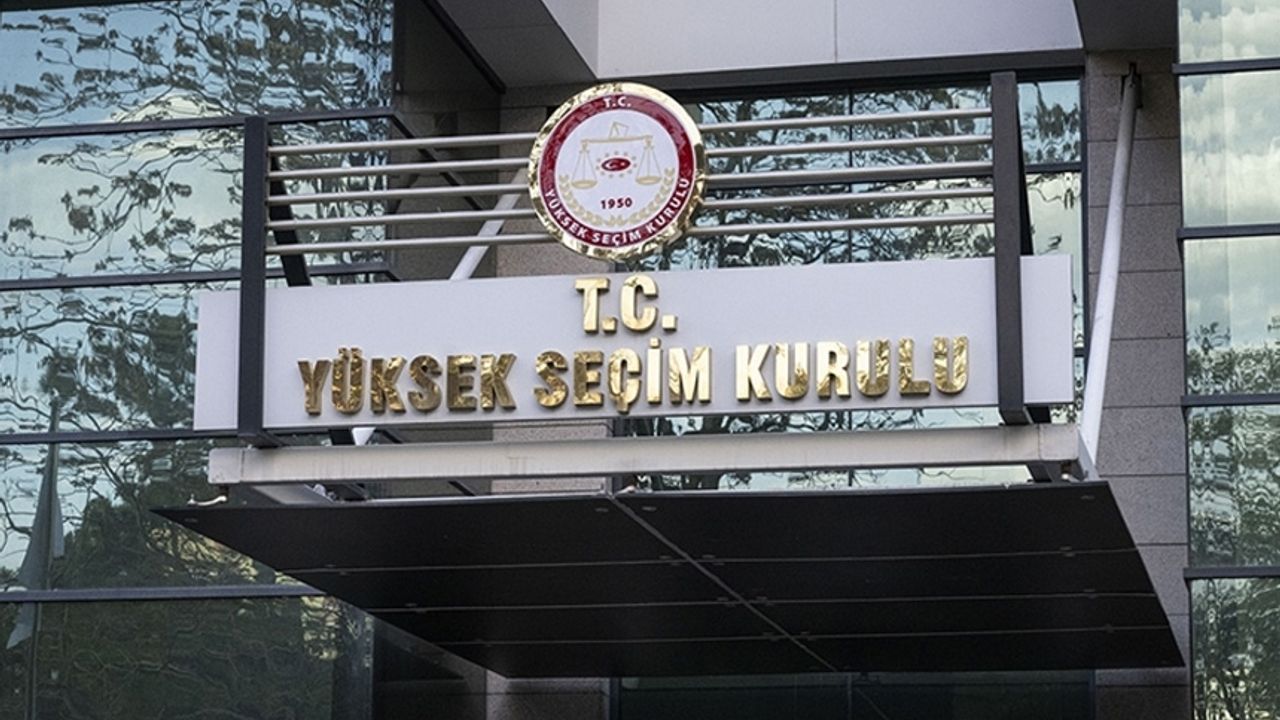 T.C.
1950
YÜKSEK SEÇİM KURULU
T.C.
YÜKSEK SEÇİM KURULU